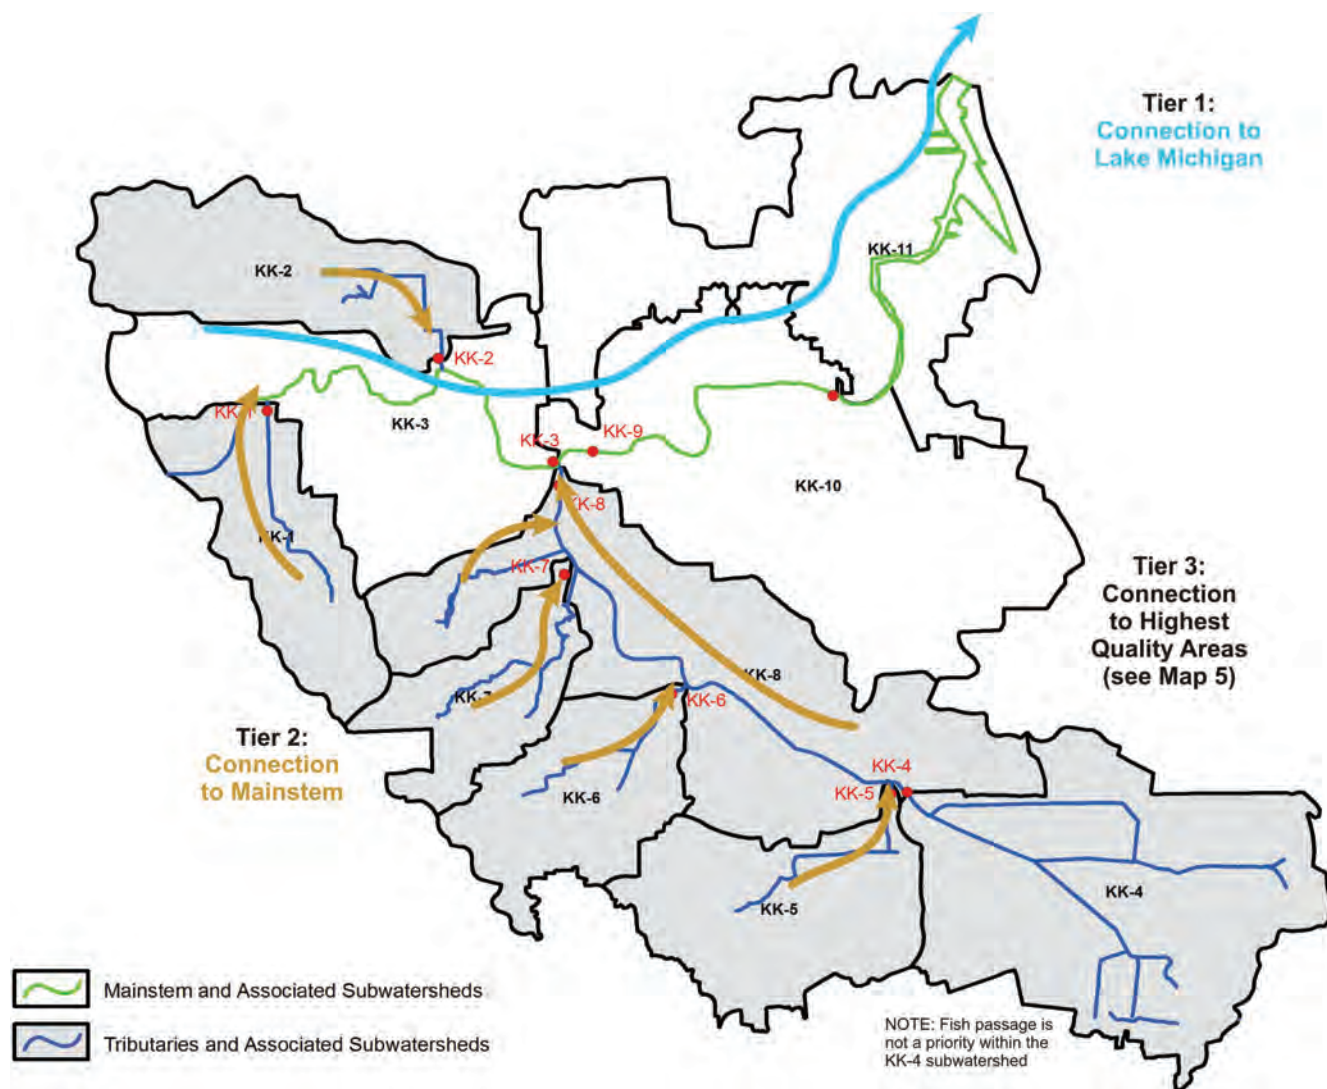 Tier 1:
Connection to
Lake Michigan
KK-11
KK-2
KK-2
KK-3
KK-3
KK-9
KK-10
KK-8
KK-1
KK-7
Tier 3:
Connection
to Highest
Quality Areas
(see Map 5)
KK-8
KK-6
Tier 2:
Connection
to Mainstem
KK-4
KK-5
KK-6
KK-4
KK-5
Mainstem and Associated Subwatersheds
Tributaries and Associated Subwatersheds
NOTE: Fish passage is
not a priority within the
KK-4 subwatershed